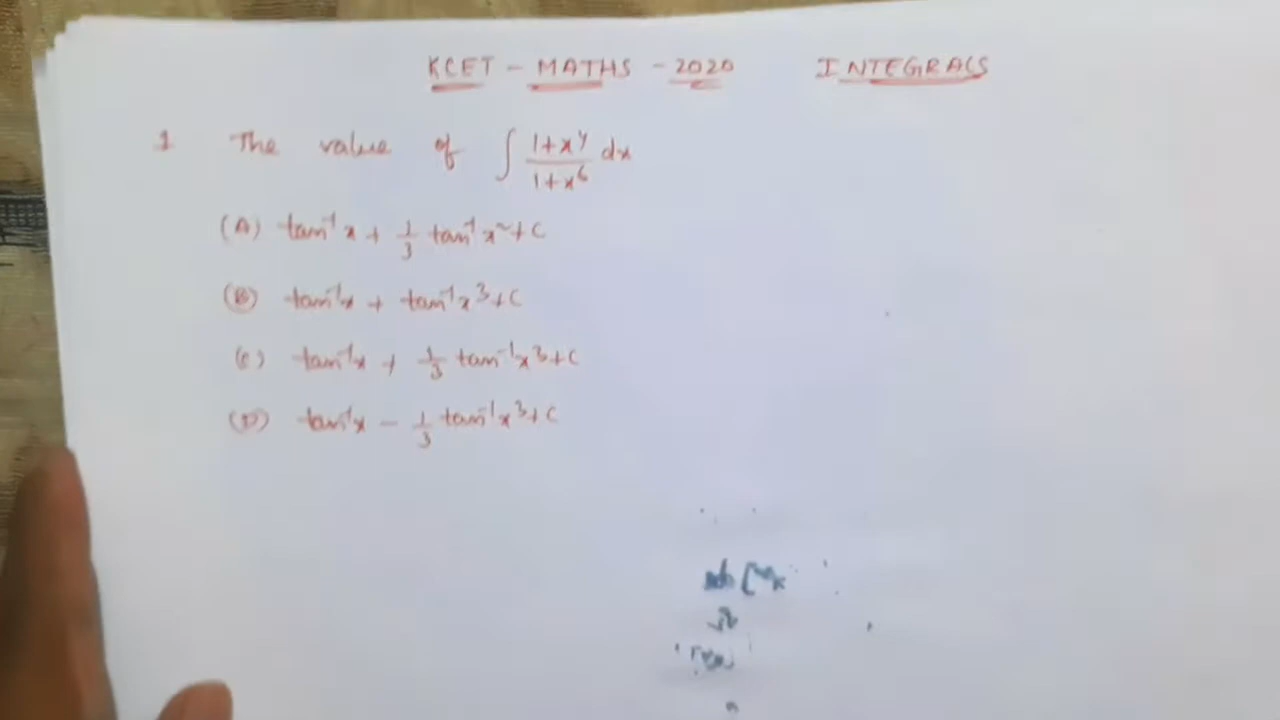 KCET - MATHS - 2020 INTEGRALS
1 The value of ∫ (1+x⁴)/(1+x⁶) dx
(A) tan⁻¹x + 1/3 tan⁻¹x² + C
(B) tan⁻¹x + tan⁻¹x³ + C
(C) tan⁻¹x + 1/3 tan⁻¹x³ + C
(D) tan⁻¹x - 1/3 tan⁻¹x³ + C